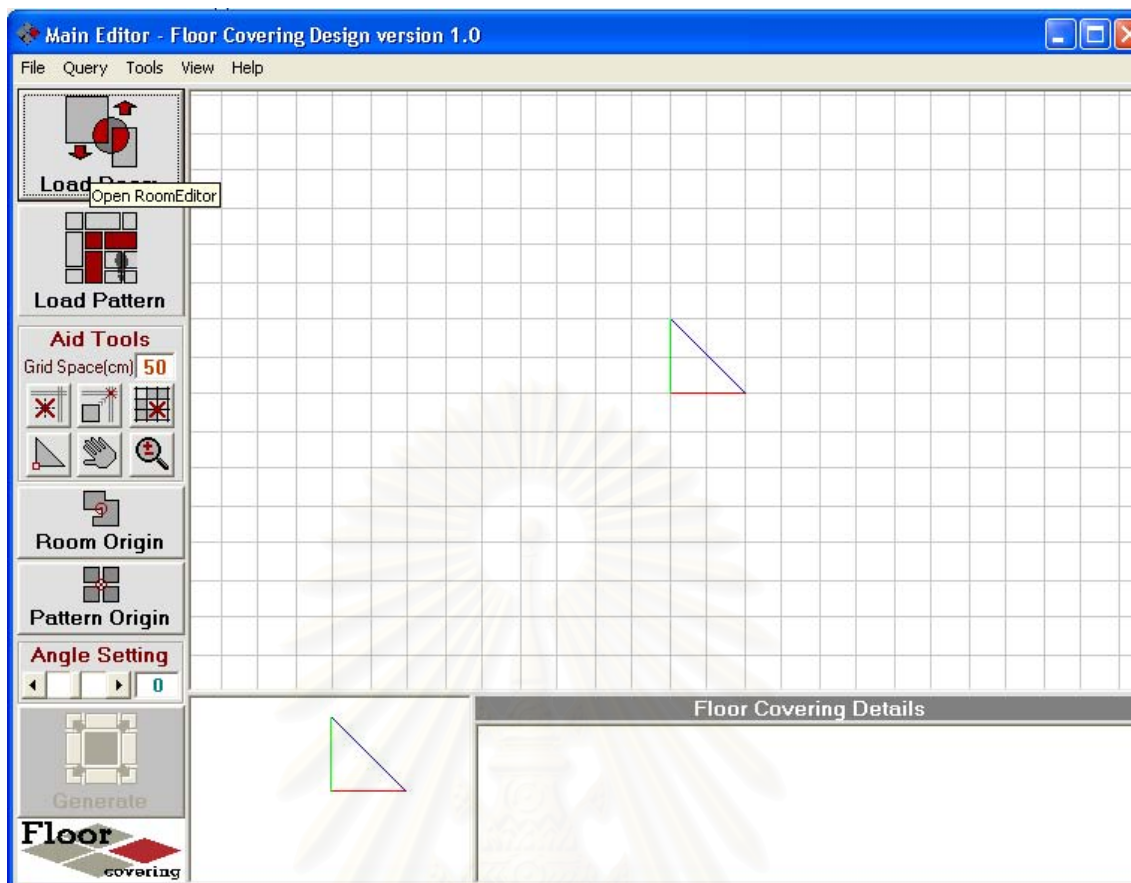 Main Editor - Floor Covering Design version 1.0
File Query Tools View Help
Load Room
Open RoomEditor
Load Pattern
Aid Tools
Grid Space(cm) 50
Room Origin
Pattern Origin
Angle Setting
0
Generate
Floor
covering
Floor Covering Details